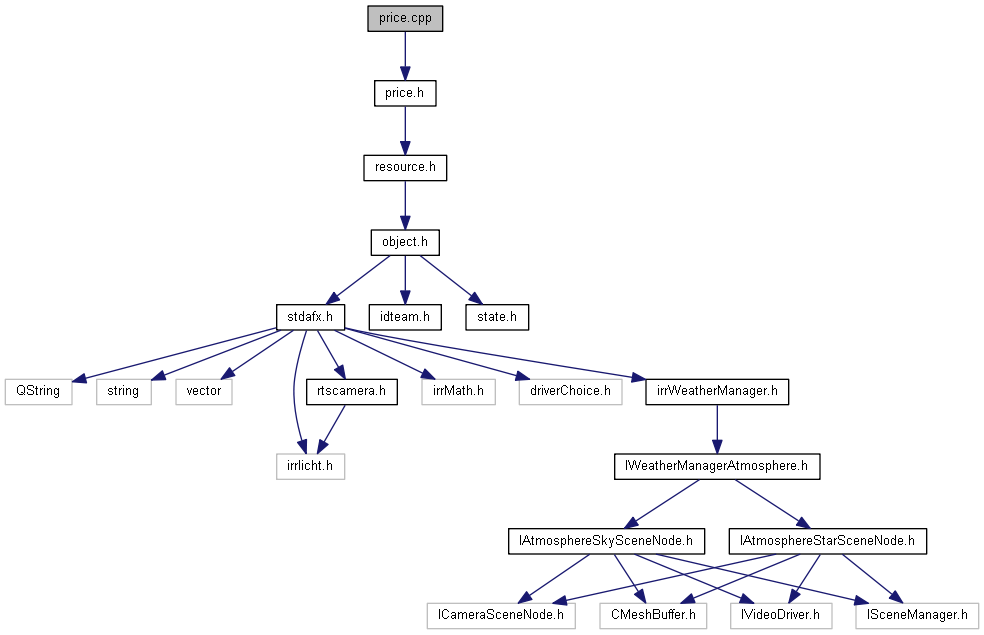 price.cpp
price.h
resource.h
object.h
stdafx.h
idteam.h
state.h
QString
string
vector
rtscamera.h
irrMath.h
driverChoice.h
irrWeatherManager.h
irrlicht.h
IWeatherManagerAtmosphere.h
IAtmosphereSkySceneNode.h
IAtmosphereStarSceneNode.h
ICameraSceneNode.h
CMeshBuffer.h
IVideoDriver.h
ISceneManager.h